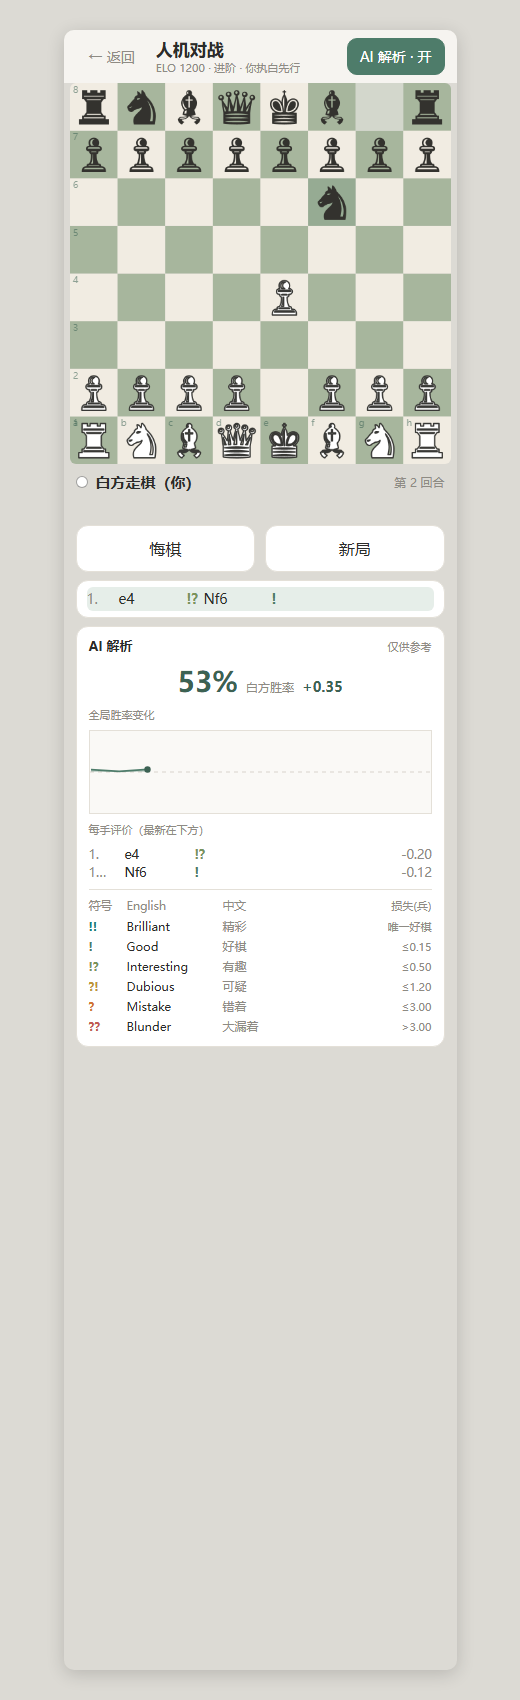 ← 返回
人机对战
ELO 1200 · 进阶 · 你执白先行
AI 解析 · 开
8
7
6
5
4
3
2
b c d e f g h
白方走棋（你）
第 2 回合
悔棋
新局
1. e4 !? Nf6 !
AI 解析
仅供参考
53% 白方胜率 +0.35
全局胜率变化
每手评价（最新在下方）
1. e4 !? -0.20
1... Nf6 ! -0.12
符号 English 中文 损失(兵)
!! Brilliant 精彩 唯一好棋
! Good 好棋 ≤0.15
!? Interesting 有趣 ≤0.50
?! Dubious 可疑 ≤1.20
? Mistake 错着 ≤3.00
?? Blunder 大漏着 >3.00